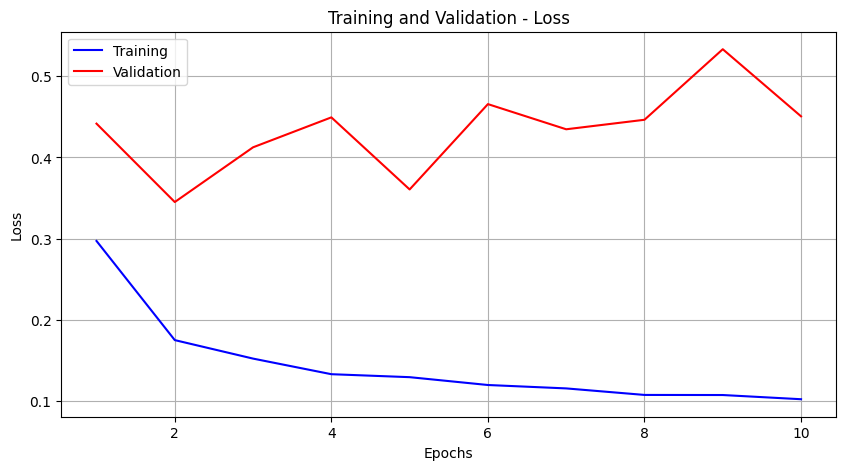 Training and Validation - Loss
Training
Validation
0.5
0.4
0.3
0.2
0.1
Loss
2
4
6
8
10
Epochs